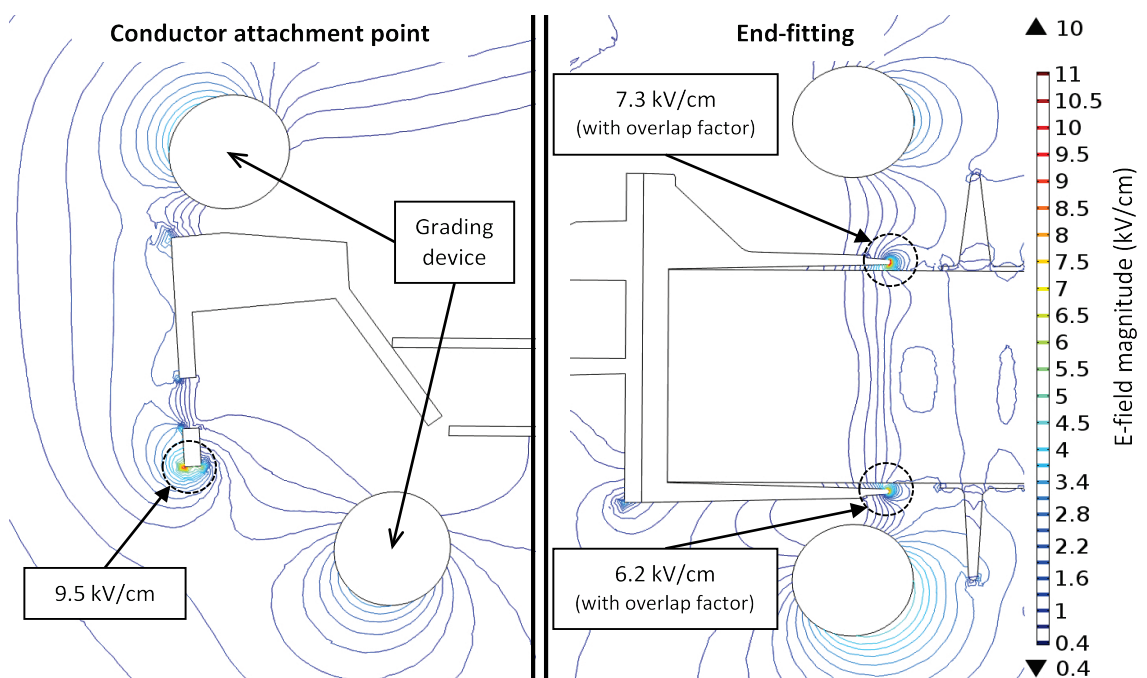 Conductor attachment point
Grading
device
9.5 kV/cm
End-fitting
7.3 kV/cm
(with overlap factor)
6.2 kV/cm
(with overlap factor)
10
11
10.5
10
9.5
9
8.5
8
7.5
7
6.5
6
5.5
5
4.5
4
3.4
2.8
2.2
1.6
1
0.4
0.4
E-field magnitude (kV/cm)